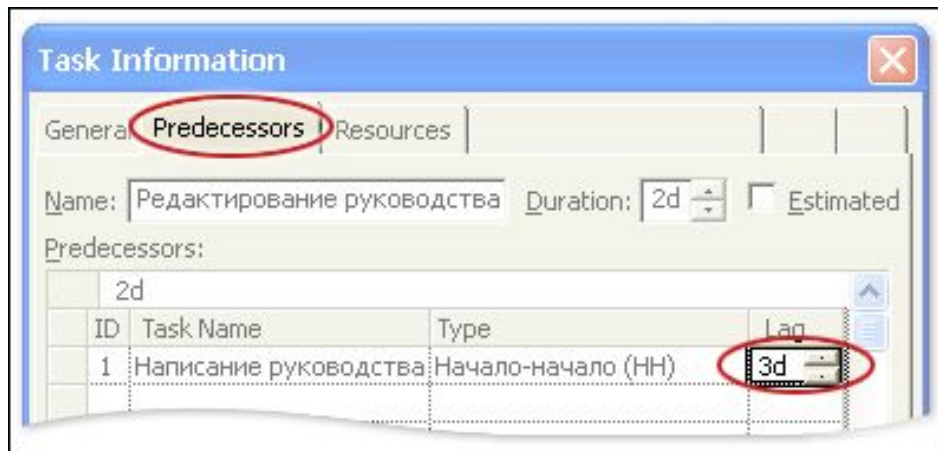 Task Information
General Predecessors Resources
Name: Редактирование руководства Duration: 2d Estimated
Predecessors:
2d
ID Task Name Type Lag
1 Написание руководства Начало-начало (НН) 3d